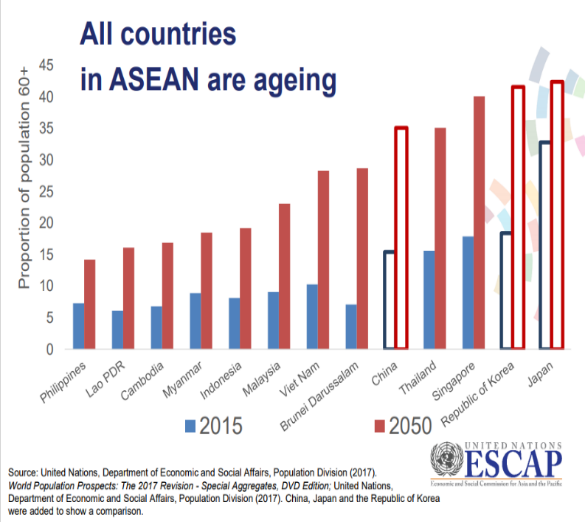 All countries
in ASEAN are ageing
Proportion of population 60+
45
40
35
30
25
20
15
10
5
0
Philippines
Lao PDR
Cambodia
Myanmar
Indonesia
Malaysia
Viet Nam
Brunei Darussalam
China
Thailand
Singapore
Republic of Korea
Japan
2015
2050
UNITED NATIONS
ESCAP
Economic and Social Commission for Asia and the Pacific
Source: United Nations, Department of Economic and Social Affairs, Population Division (2017).
World Population Prospects: The 2017 Revision - Special Aggregates, DVD Edition; United Nations,
Department of Economic and Social Affairs, Population Division (2017). China, Japan and the Republic of Korea
were added to show a comparison.